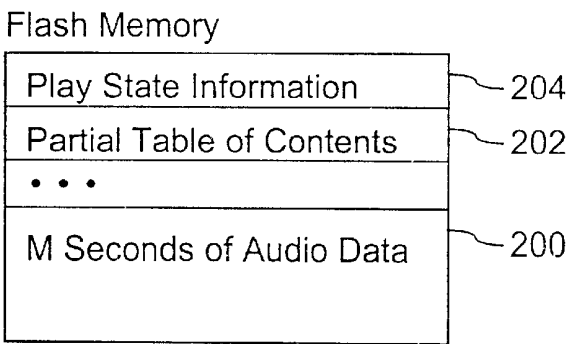 Flash Memory
Play State Information 204
Partial Table of Contents 202
• • •
M Seconds of Audio Data 200